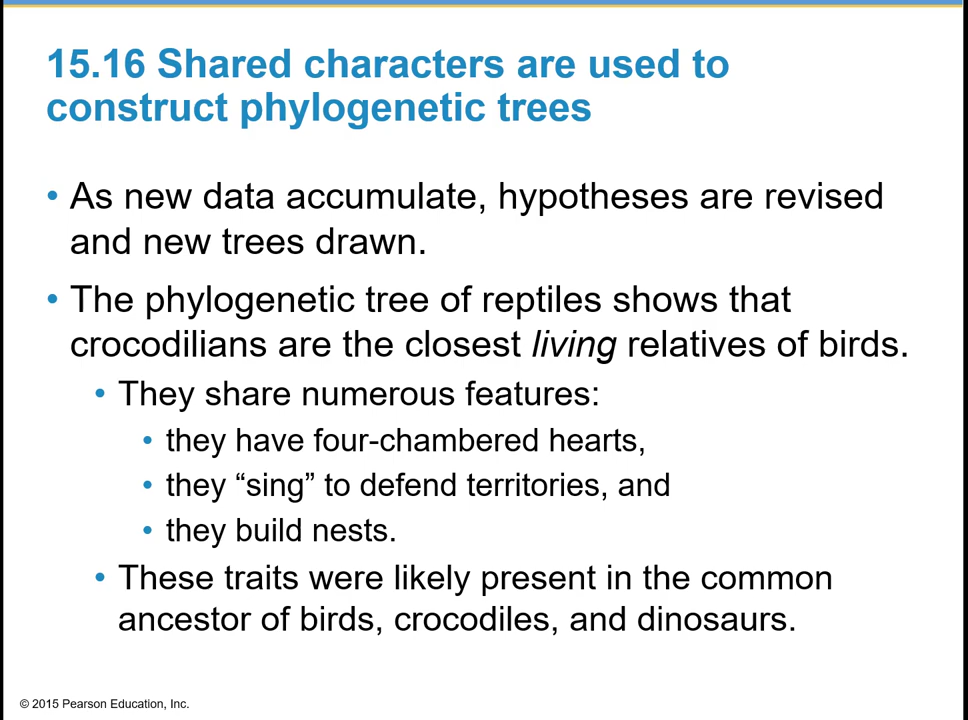 15.16 Shared characters are used to
construct phylogenetic trees
• As new data accumulate, hypotheses are revised
and new trees drawn.
• The phylogenetic tree of reptiles shows that
crocodilians are the closest living relatives of birds.
• They share numerous features:
• they have four-chambered hearts,
• they “sing” to defend territories, and
• they build nests.
• These traits were likely present in the common
ancestor of birds, crocodiles, and dinosaurs.
© 2015 Pearson Education, Inc.